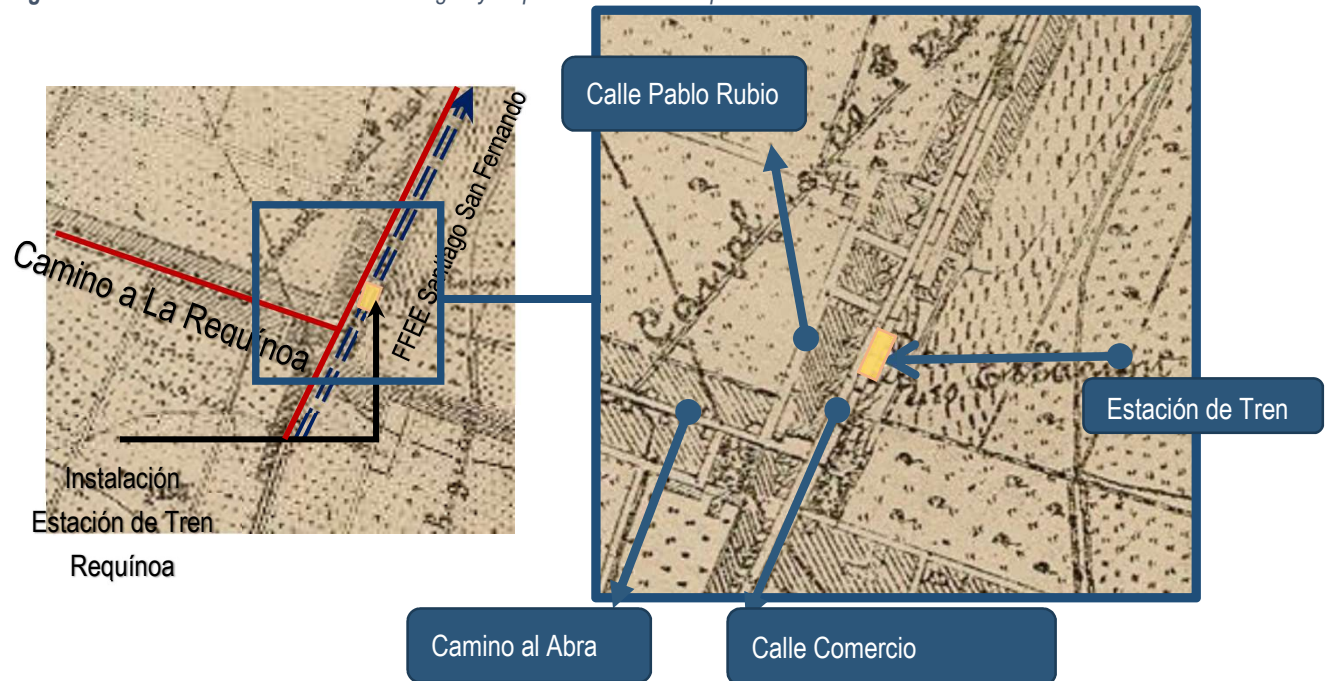 Calle Pablo Rubio
FFEE Santiago San Fernando
Camino a La Requínoa
Canal
Estación de Tren
Instalación
Estación de Tren
Requínoa
Camino al Abra
Calle Comercio